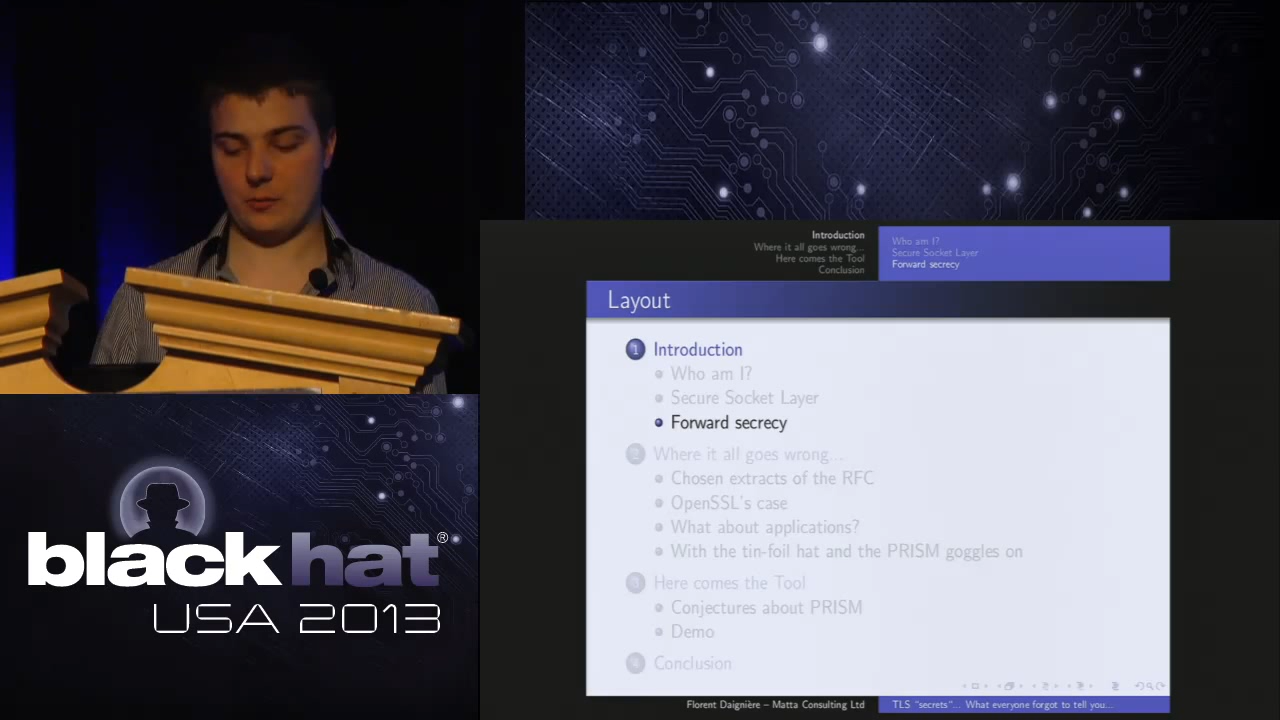 Introduction
Where it all goes wrong...
Here comes the Tool
Conclusion
Who am I?
Secure Socket Layer
Forward secrecy
Layout
1 Introduction
Who am I?
Secure Socket Layer
Forward secrecy
2 Where it all goes wrong...
Chosen extracts of the RFC
OpenSSL's case
What about applications?
With the tin-foil hat and the PRISM goggles on
3 Here comes the Tool
Conjectures about PRISM
Demo
4 Conclusion
Florent Daignière – Matta Consulting Ltd
TLS "secrets"... What everyone forgot to tell you...
blackhat®
USA 2013